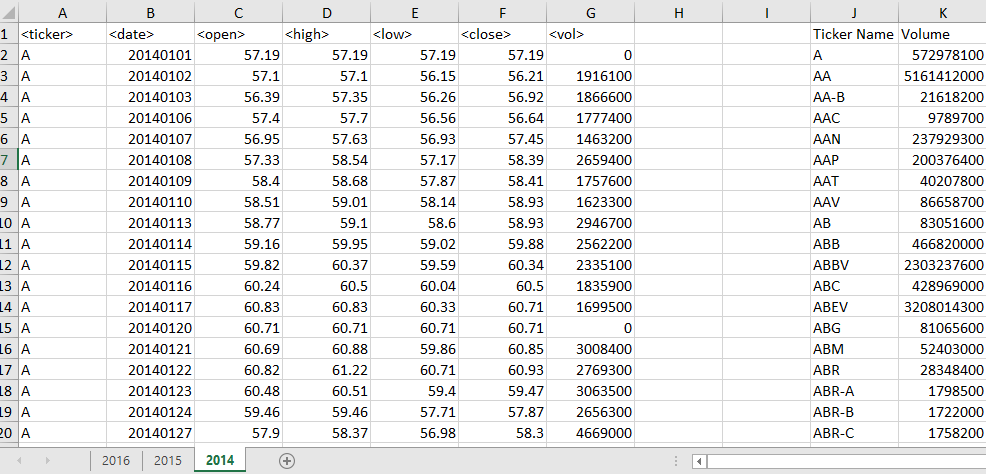 A B C D E F G H I J K
1 <ticker> <date> <open> <high> <low> <close> <vol> Ticker Name Volume
2 A 20140101 57.19 57.19 57.19 57.19 0 A 572978100
3 A 20140102 57.1 57.1 56.15 56.21 1916100 AA 5161412000
4 A 20140103 56.39 57.35 56.26 56.92 1866600 AA-B 21618200
5 A 20140106 57.4 57.7 56.56 56.64 1777400 AAC 9789700
6 A 20140107 56.95 57.63 56.93 57.45 1463200 AAN 237929300
7 A 20140108 57.33 58.54 57.17 58.39 2659400 AAP 200376400
8 A 20140109 58.4 58.68 57.87 58.41 1757600 AAT 40207800
9 A 20140110 58.51 59.01 58.14 58.93 1623300 AAV 86658700
10 A 20140113 58.77 59.1 58.6 58.93 2946700 AB 83051600
11 A 20140114 59.16 59.95 59.02 59.88 2562200 ABB 466820000
12 A 20140115 59.82 60.37 59.59 60.34 2335100 ABBV 2303237600
13 A 20140116 60.24 60.5 60.04 60.5 1835900 ABC 428969000
14 A 20140117 60.83 60.83 60.33 60.71 1699500 ABEV 3208014300
15 A 20140120 60.71 60.71 60.71 60.71 0 ABG 81065600
16 A 20140121 60.69 60.88 59.86 60.85 3008400 ABM 52403000
17 A 20140122 60.82 61.22 60.71 60.93 2769300 ABR 28348400
18 A 20140123 60.48 60.51 59.4 59.47 3063500 ABR-A 1798500
19 A 20140124 59.46 59.46 57.71 57.87 2656300 ABR-B 1722000
20 A 20140127 57.9 58.37 56.98 58.3 4669000 ABR-C 1758200
2016 2015 2014